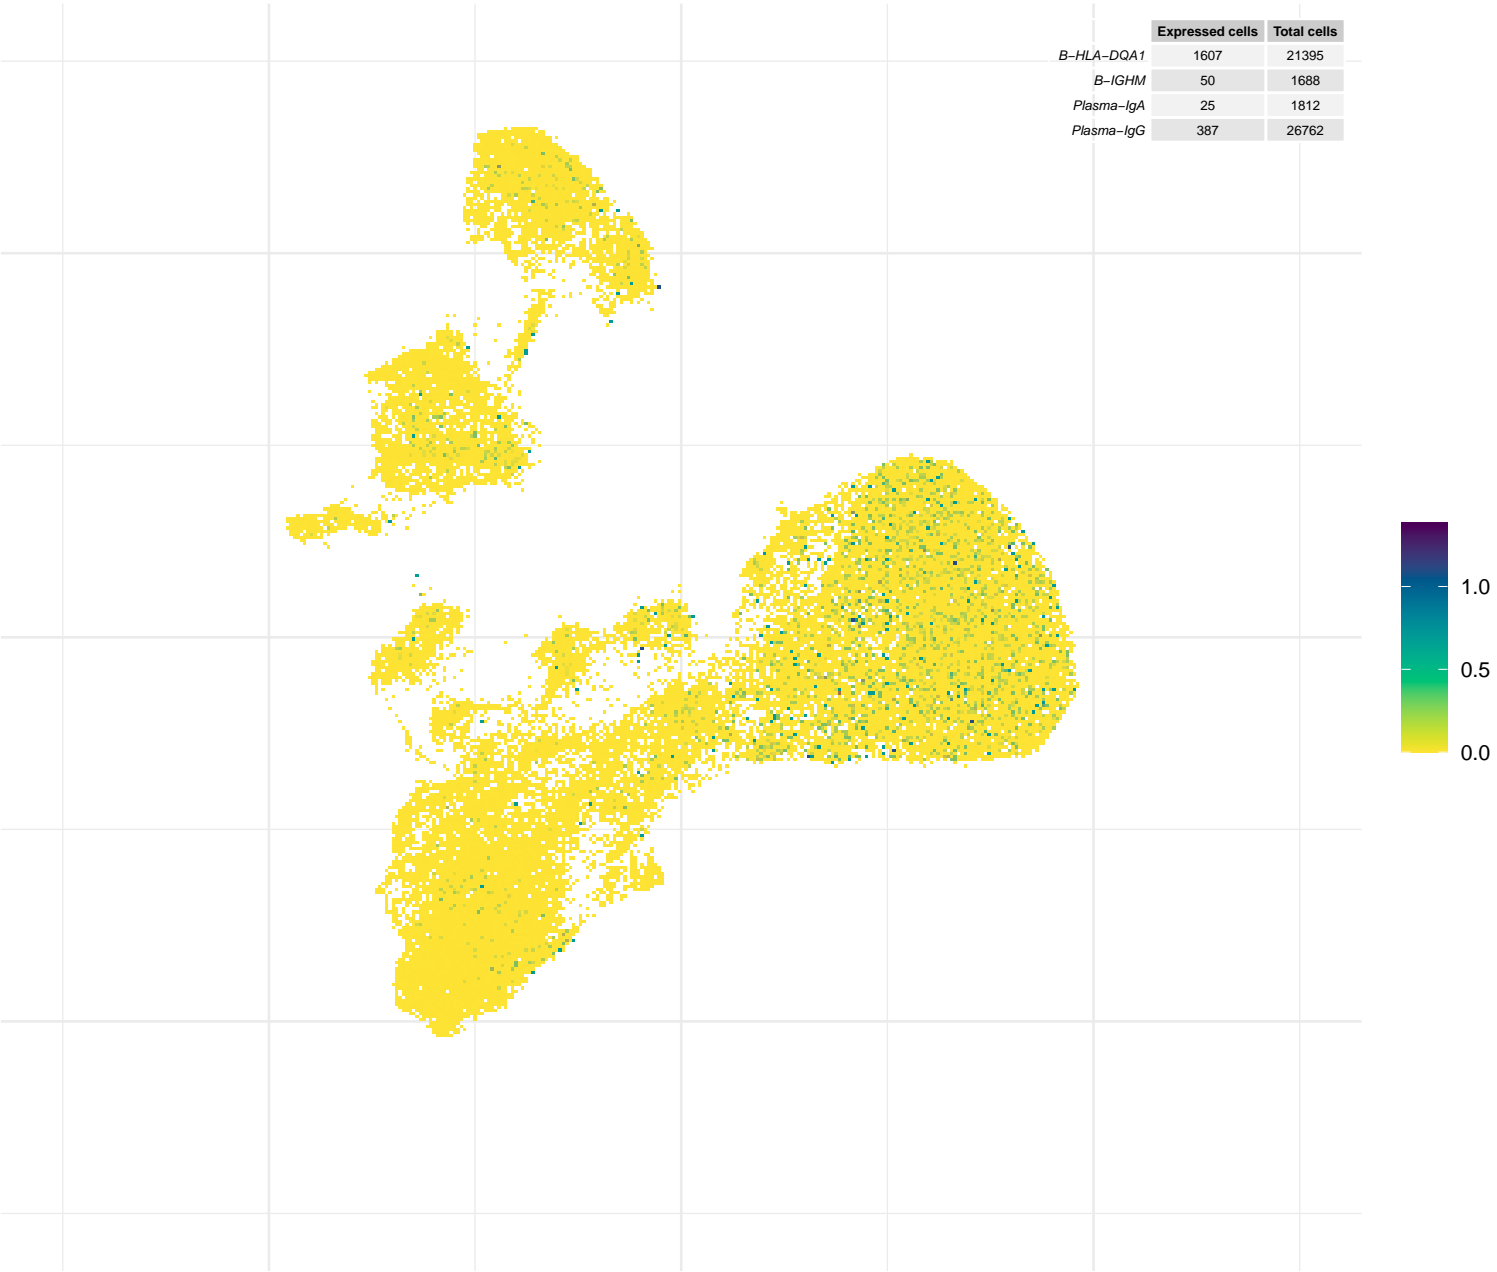 Expressed cells Total cells
B−HLA−DQA1 1607 21395
B−IGHM 50 1688
Plasma−IgA 25 1812
Plasma−IgG 387 26762
1.0
0.5
0.0